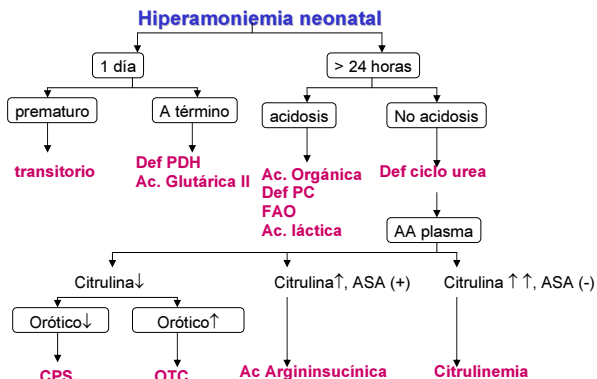 Hiperamoniemia neonatal
1 día
> 24 horas
prematuro
A término
acidosis
No acidosis
transitorio
Def PDH
Ac. Glutárica II
Ac. Orgánica
Def PC
FAO
Ac. láctica
Def ciclo urea
AA plasma
Citrulina↓
Citrulina↑, ASA (+)
Citrulina ↑ ↑, ASA (-)
Orótico↓
Orótico↑
CPS
OTC
Ac Argininsucínica
Citrulinemia